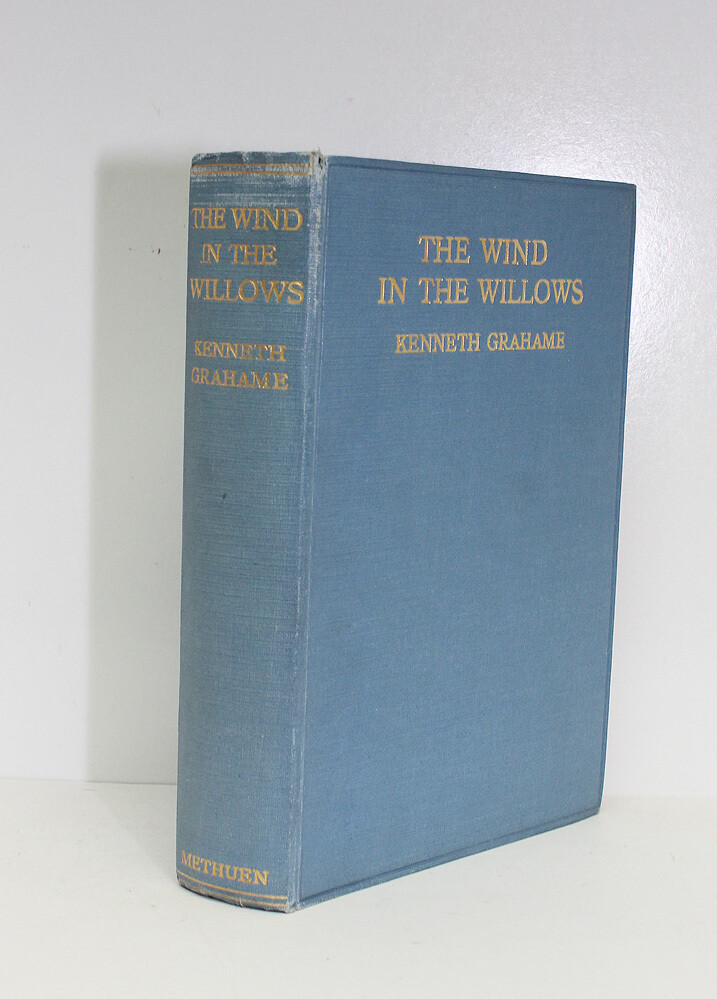 THE WIND
IN THE
WILLOWS
KENNETH
GRAHAME
METHUEN
THE WIND
IN THE WILLOWS
KENNETH GRAHAME